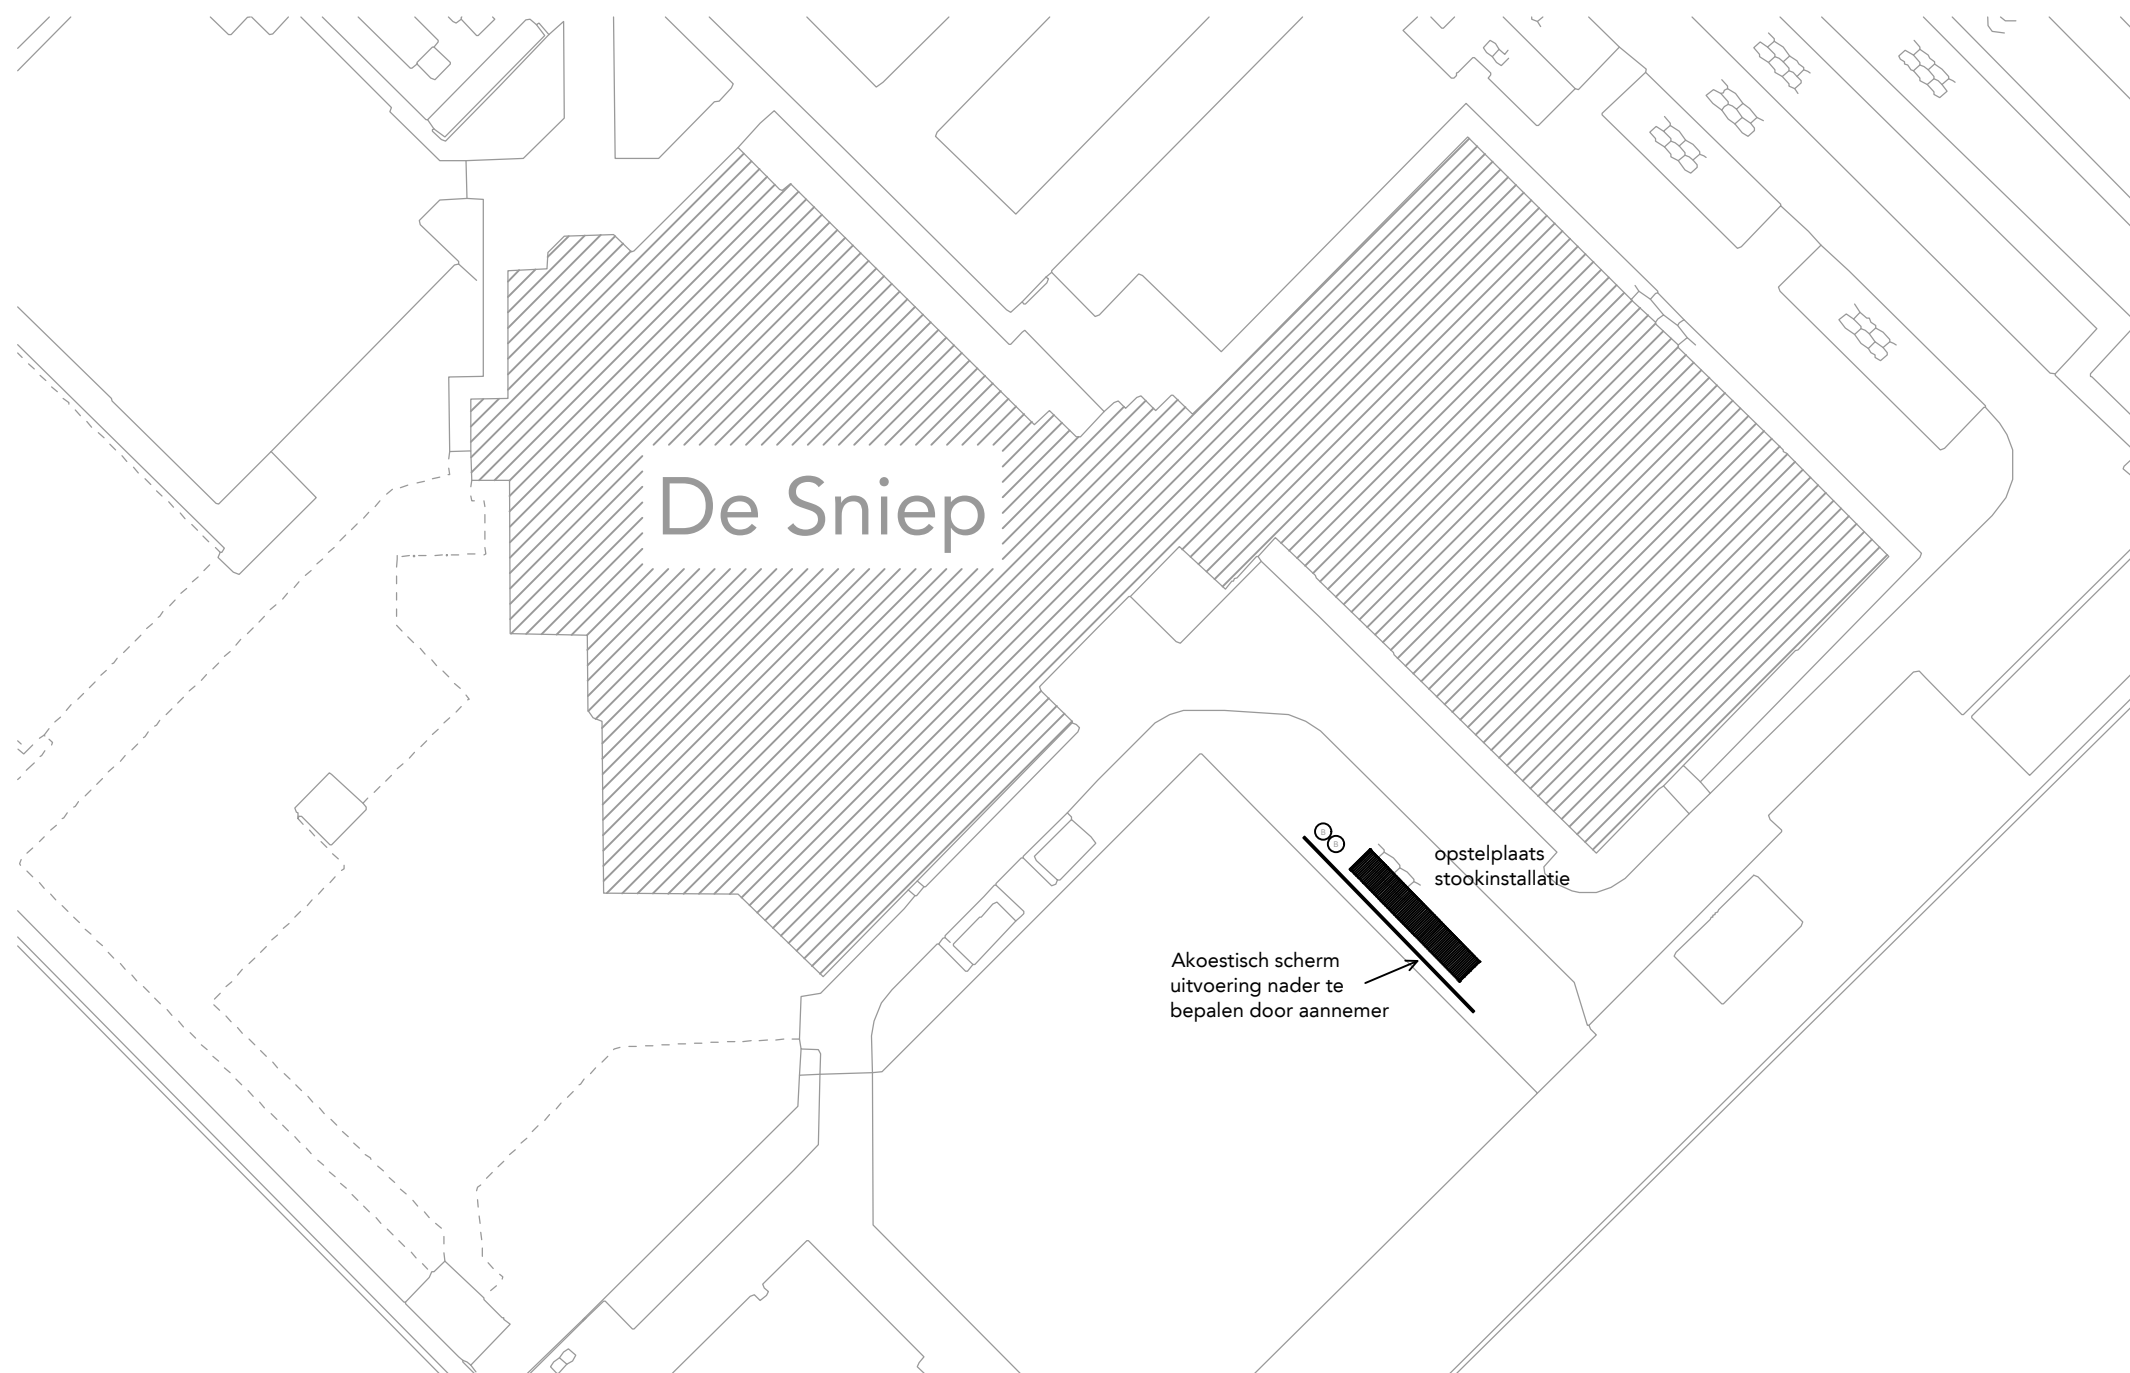 De Sniep
B
B
opstelplaats
stookinstallatie
Akoestisch scherm
uitvoering nader te
bepalen door aannemer